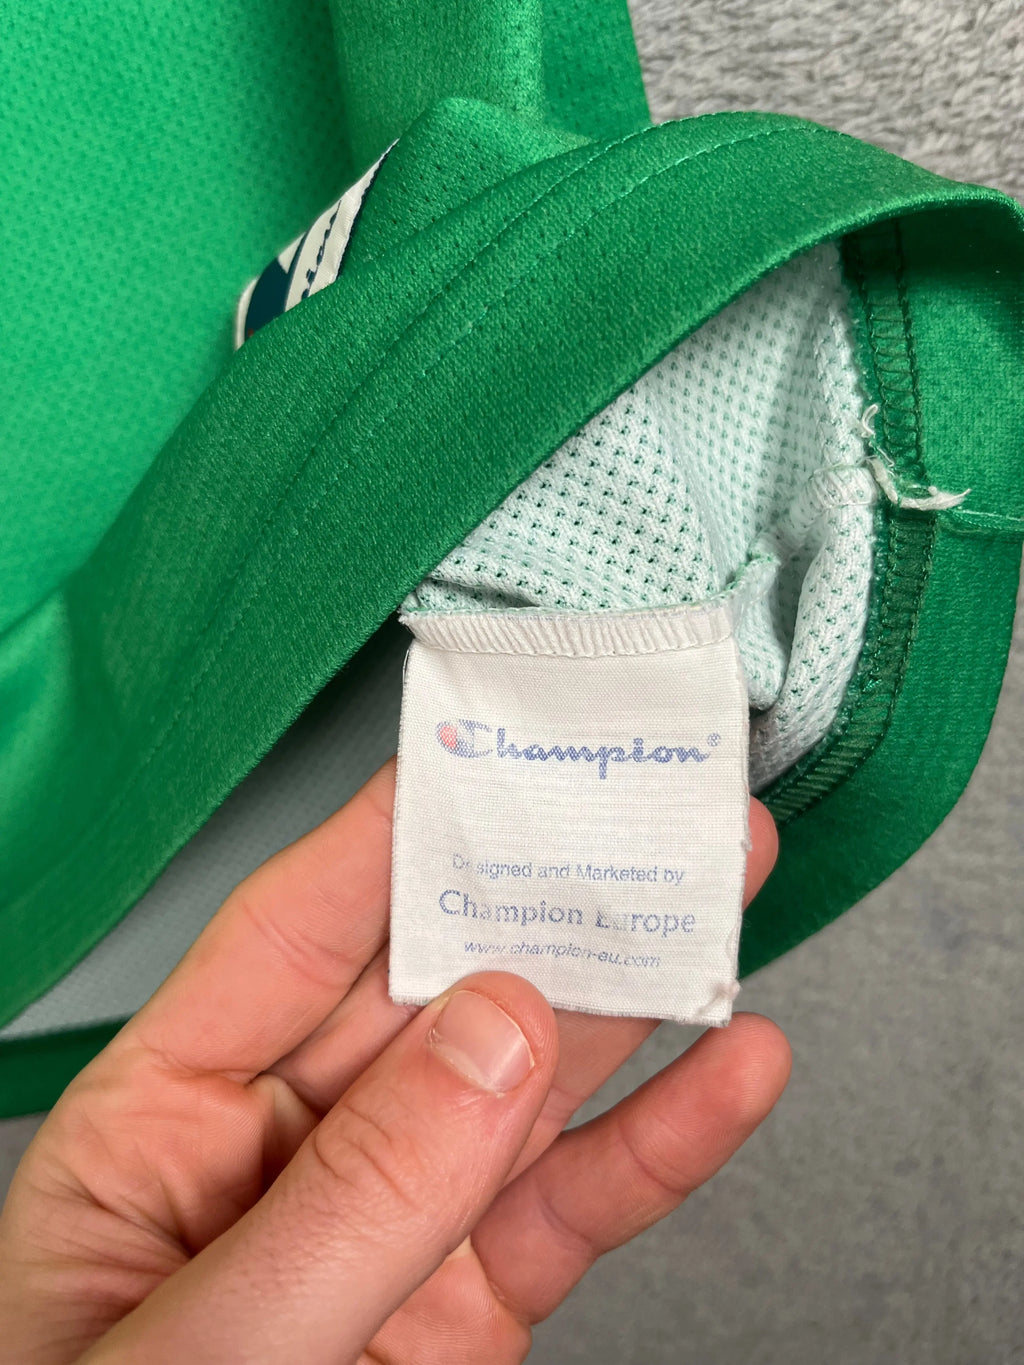 Champion®
Designed and Marketed by
Champion Europe
www.champion-eu.com